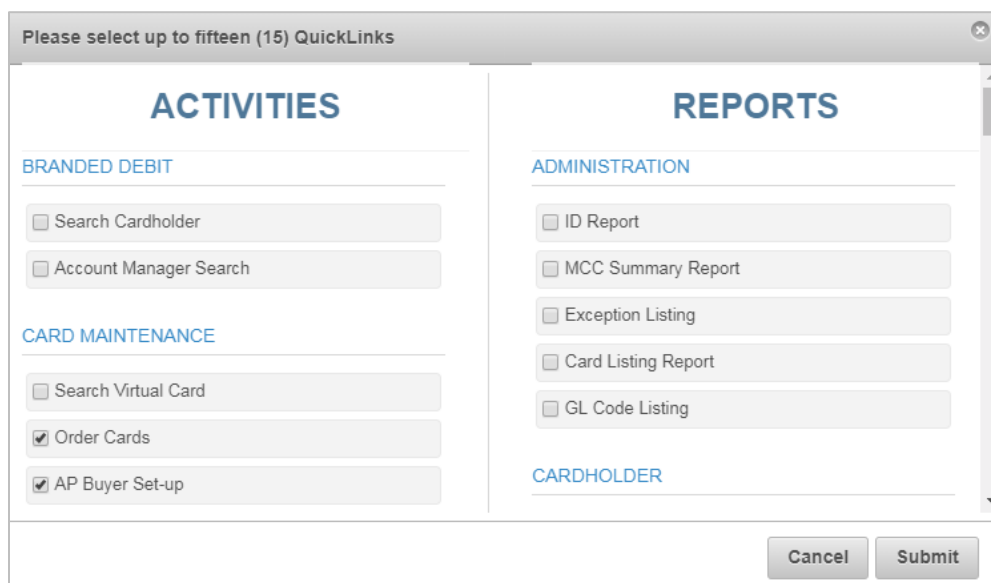 Please select up to fifteen (15) QuickLinks
ACTIVITIES
BRANDED DEBIT
Search Cardholder
Account Manager Search
CARD MAINTENANCE
Search Virtual Card
Order Cards
AP Buyer Set-up
REPORTS
ADMINISTRATION
ID Report
MCC Summary Report
Exception Listing
Card Listing Report
GL Code Listing
CARDHOLDER
Cancel
Submit